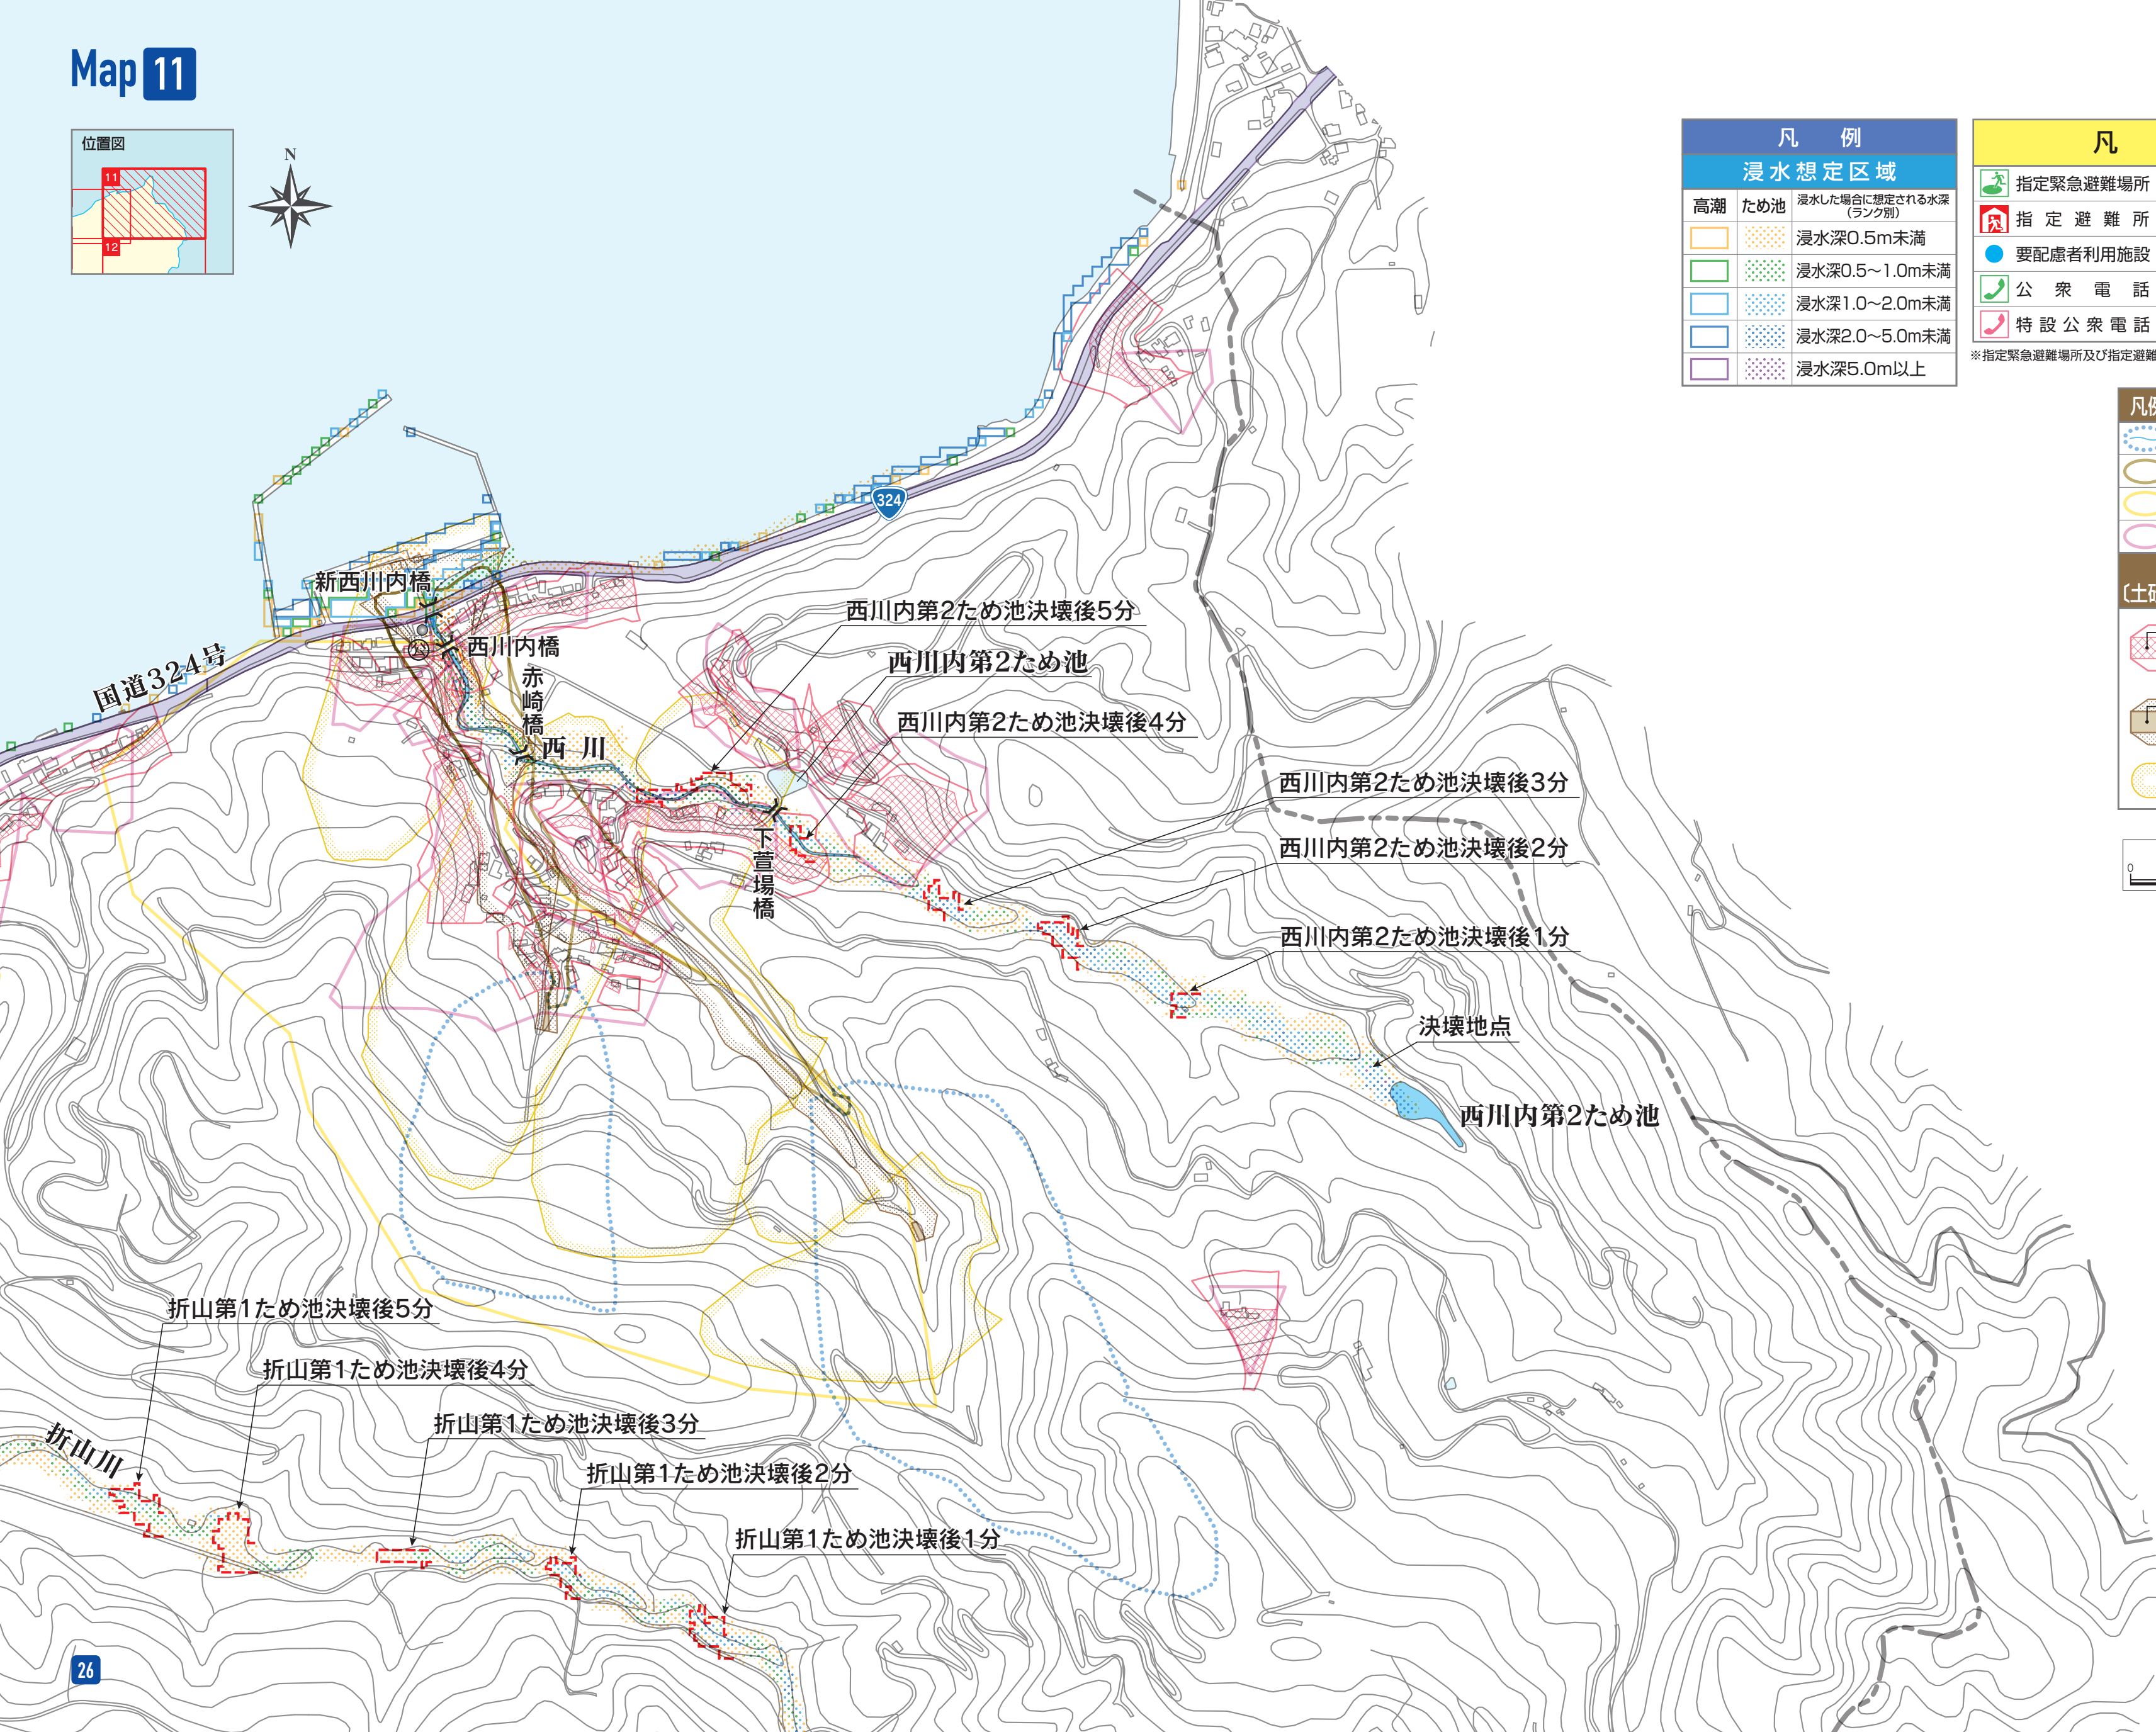 Map 11
位置図
11
12
N
凡 例
浸水想定区域
高潮
ため池
浸水した場合に想定される水深
(ランク別)
浸水深0.5m未満
浸水深0.5〜1.0m未満
浸水深1.0〜2.0m未満
浸水深2.0〜5.0m未満
浸水深5.0m以上
凡
指定緊急避難場所
指定避難所
要配慮者利用施設
公衆電話
特設公衆電話
※指定緊急避難場所及び指定避難
凡例
0
324
新西川内橋
西川内橋
国道324号
赤崎橋
西川
下萱場橋
西川内第2ため池決壊後5分
西川内第2ため池
西川内第2ため池決壊後4分
西川内第2ため池決壊後3分
西川内第2ため池決壊後2分
西川内第2ため池決壊後1分
決壊地点
西川内第2ため池
折山第1ため池決壊後5分
折山第1ため池決壊後4分
折山第1ため池決壊後3分
折山第1ため池決壊後2分
折山第1ため池決壊後1分
折山川
26